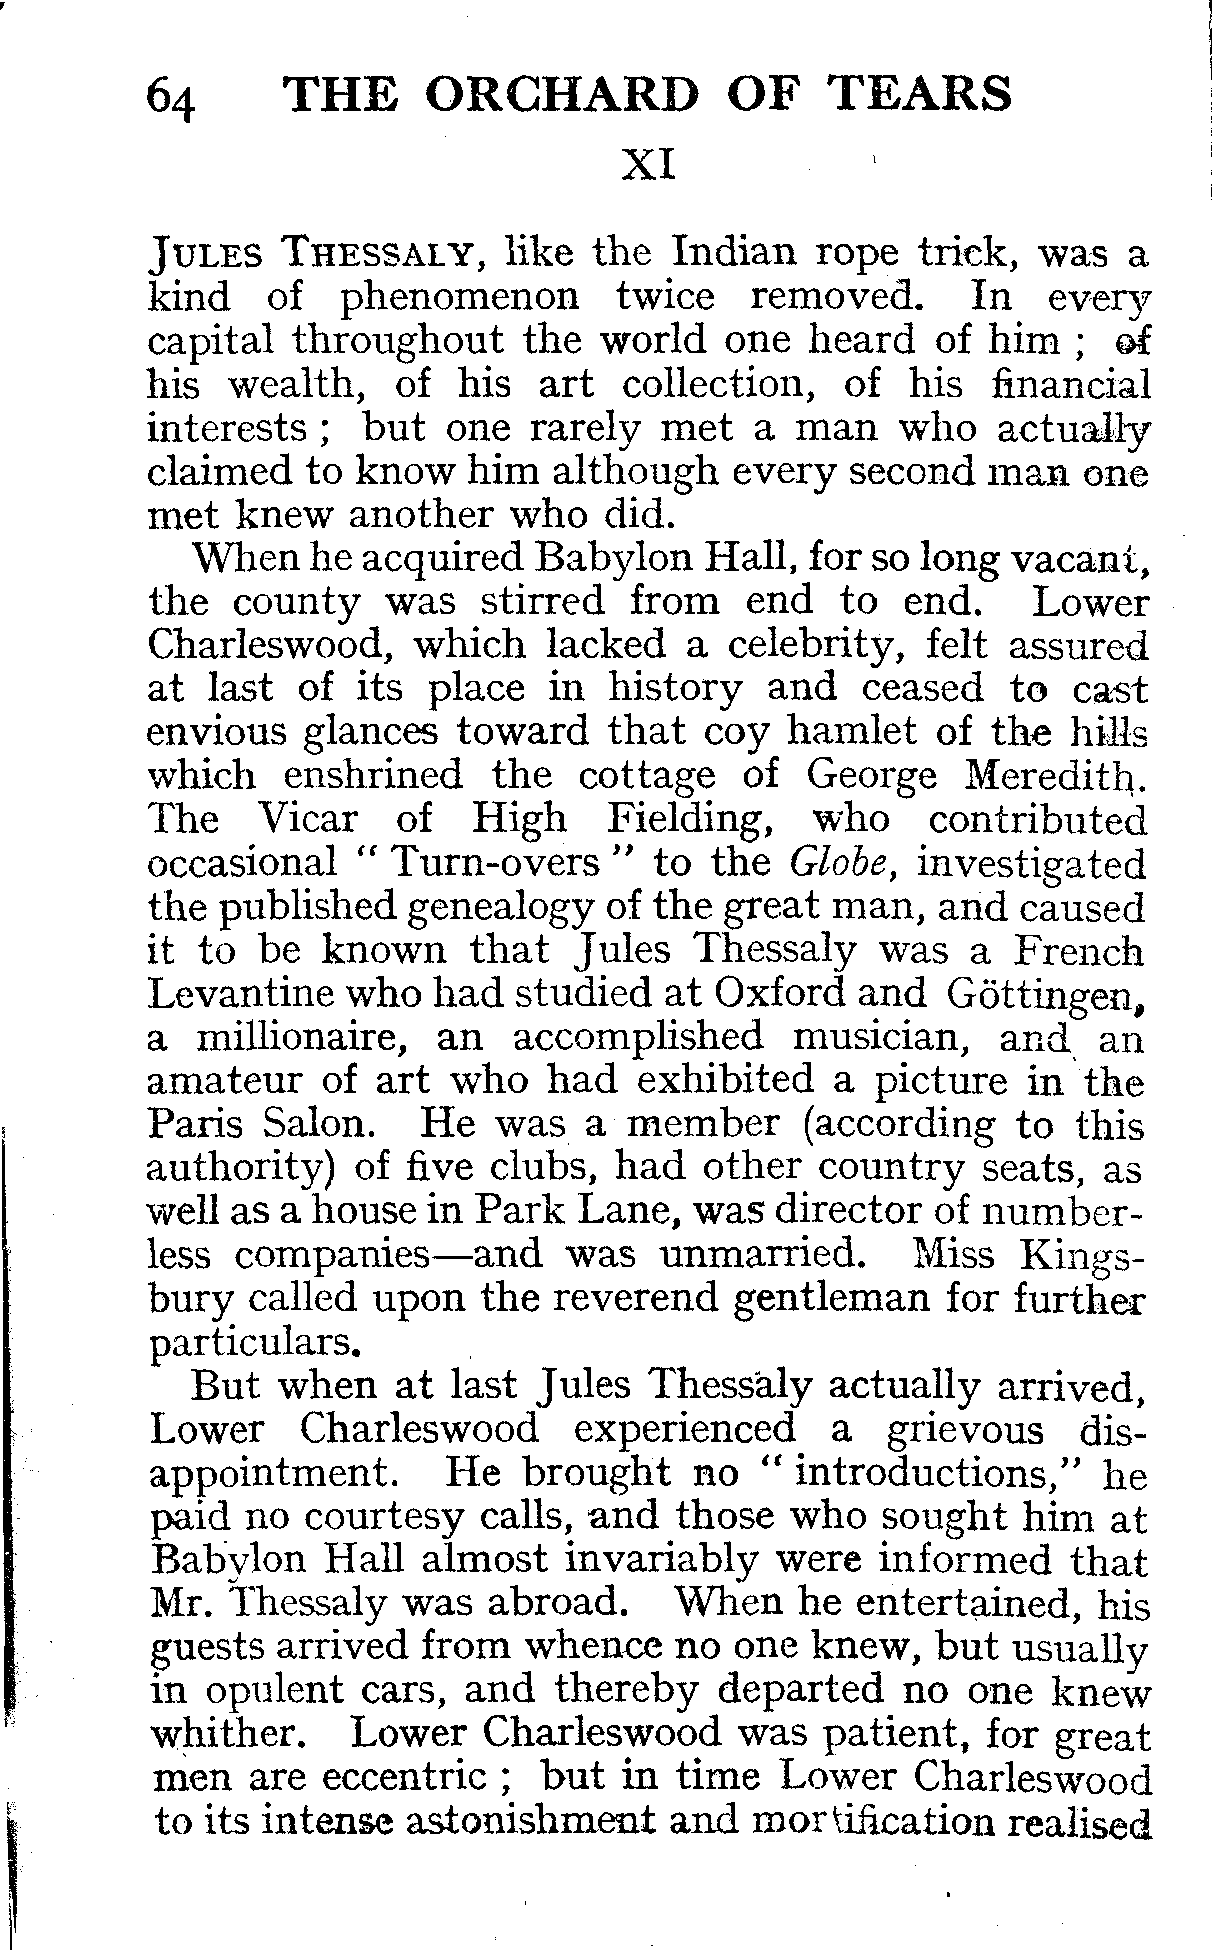 64 THE ORCHARD OF TEARS
XI
JULES THESSALY, like the Indian rope trick, was a
kind of phenomenon twice removed. In every
capital throughout the world one heard of him ; of
his wealth, of his art collection, of his financial
interests ; but one rarely met a man who actually
claimed to know him although every second man one
met knew another who did.
When he acquired Babylon Hall, for so long vacant,
the county was stirred from end to end. Lower
Charleswood, which lacked a celebrity, felt assured
at last of its place in history and ceased to cast
envious glances toward that coy hamlet of the hills
which enshrined the cottage of George Meredith.
The Vicar of High Fielding, who contributed
occasional “ Turn-overs ” to the Globe, investigated
the published genealogy of the great man, and caused
it to be known that Jules Thessaly was a French
Levantine who had studied at Oxford and Göttingen,
a millionaire, an accomplished musician, and an
amateur of art who had exhibited a picture in the
Paris Salon. He was a member (according to this
authority) of five clubs, had other country seats, as
well as a house in Park Lane, was director of number-
less companies—and was unmarried. Miss Kings-
bury called upon the reverend gentleman for further
particulars.
But when at last Jules Thessaly actually arrived,
Lower Charleswood experienced a grievous dis-
appointment. He brought no “ introductions,” he
paid no courtesy calls, and those who sought him at
Babylon Hall almost invariably were informed that
Mr. Thessaly was abroad. When he entertained, his
guests arrived from whence no one knew, but usually
in opulent cars, and thereby departed no one knew
whither. Lower Charleswood was patient, for great
men are eccentric ; but in time Lower Charleswood
to its intense astonishment and mortification realised